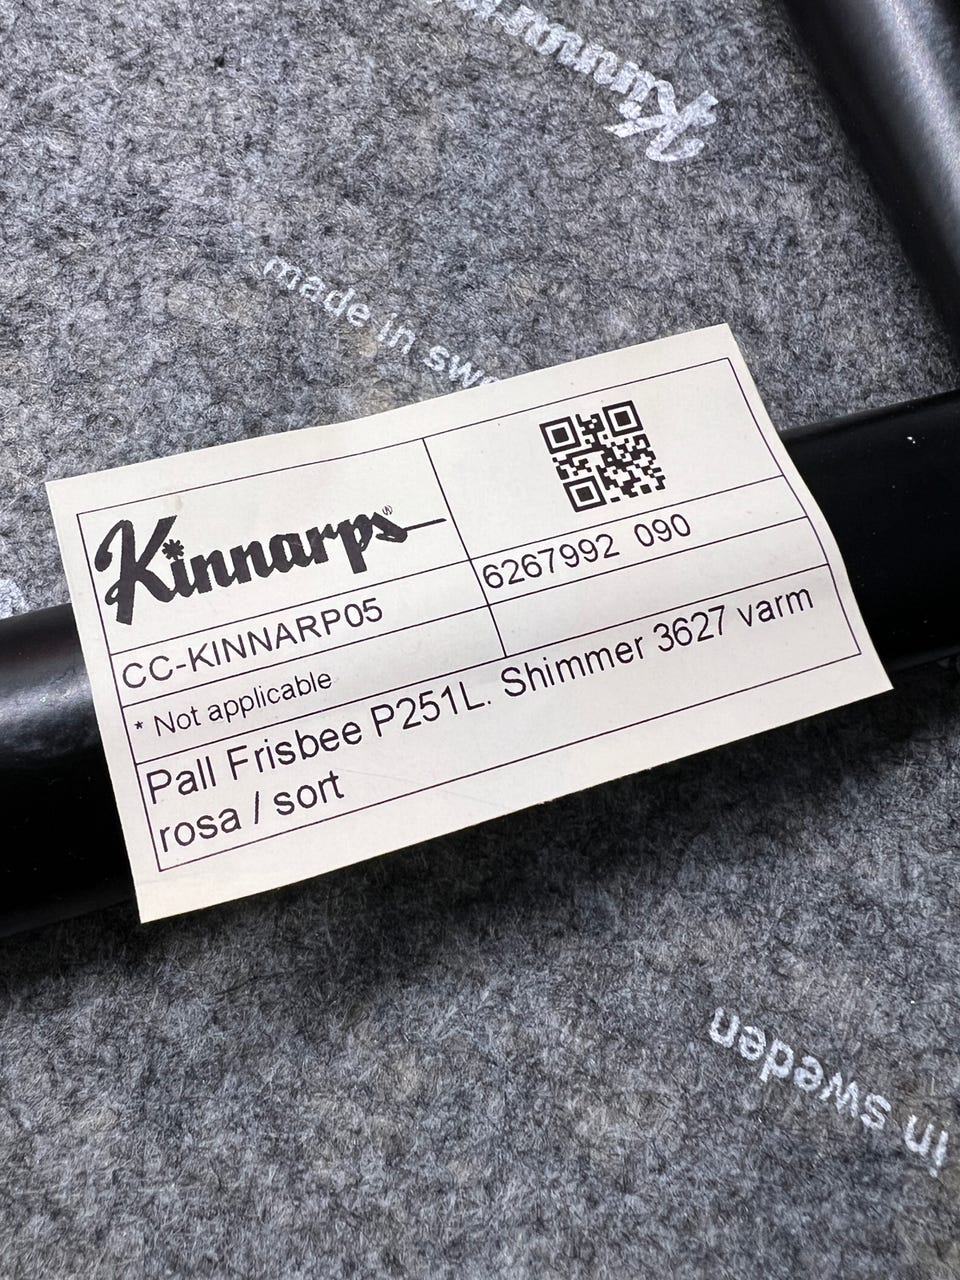 Kinnarps
made in swe
Kinnarps®
6267992 090
CC-KINNARP05
* Not applicable
Pall Frisbee P251L. Shimmer 3627 varm
rosa / sort
in sweden